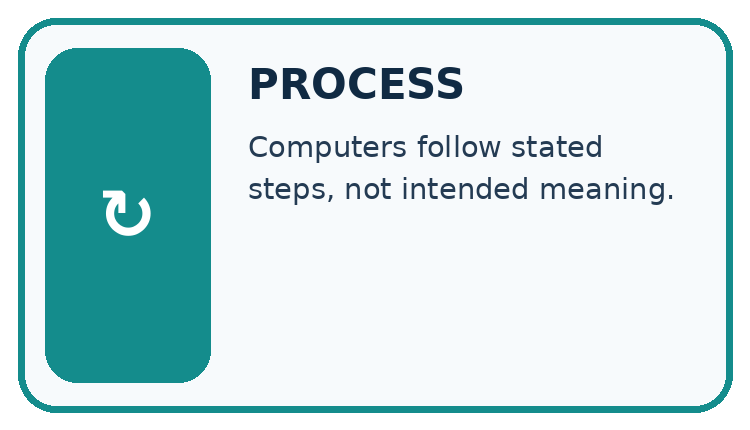 PROCESS
Computers follow stated
steps, not intended meaning.